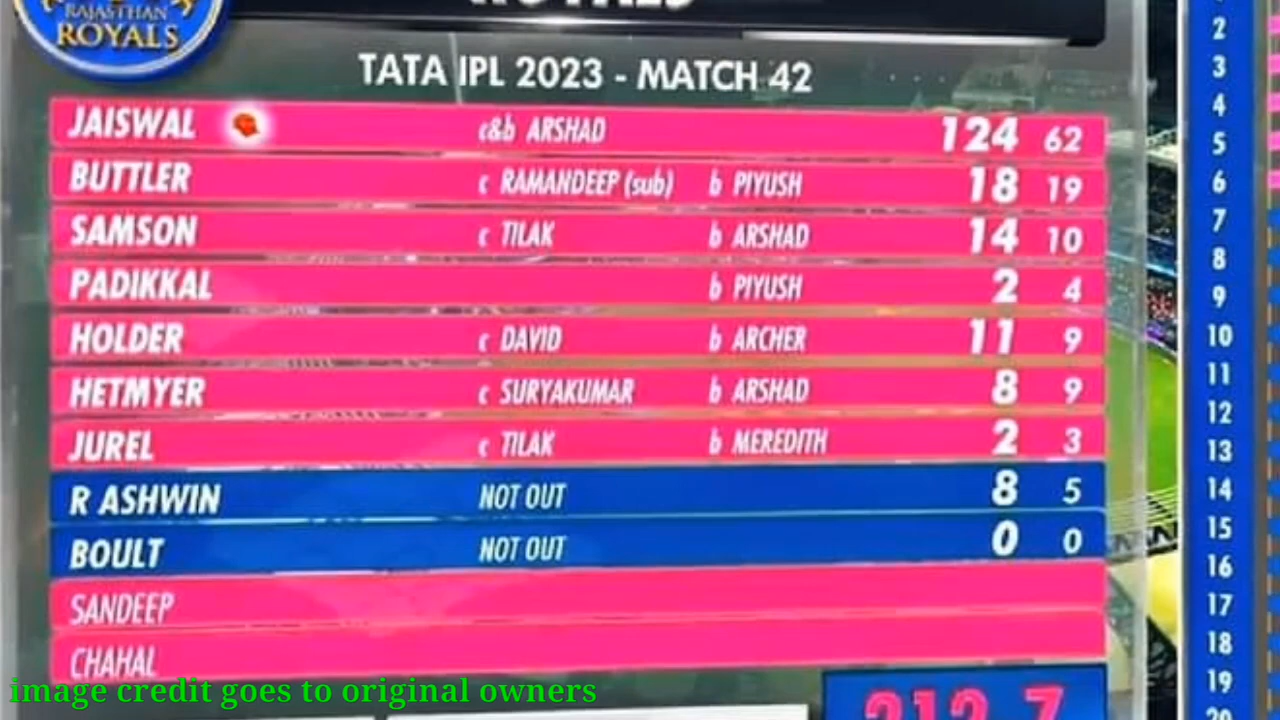 RAJASTHAN
ROYALS
ROYALS
TATA IPL 2023 - MATCH 42
JAISWAL c&b ARSHAD 124 62
BUTTLER c RAMANDEEP (sub) b PIYUSH 18 19
SAMSON c TILAK b ARSHAD 14 10
PADIKKAL b PIYUSH 2 4
HOLDER c DAVID b ARCHER 11 9
HETMYER c SURYAKUMAR b ARSHAD 8 9
JUREL c TILAK b MEREDITH 2 3
R ASHWIN NOT OUT 8 5
BOULT NOT OUT 0 0
SANDEEP
CHAHAL
212-7
image credit goes to original owners
2
3
4
5
6
7
8
9
10
11
12
13
14
15
16
17
18
19
20